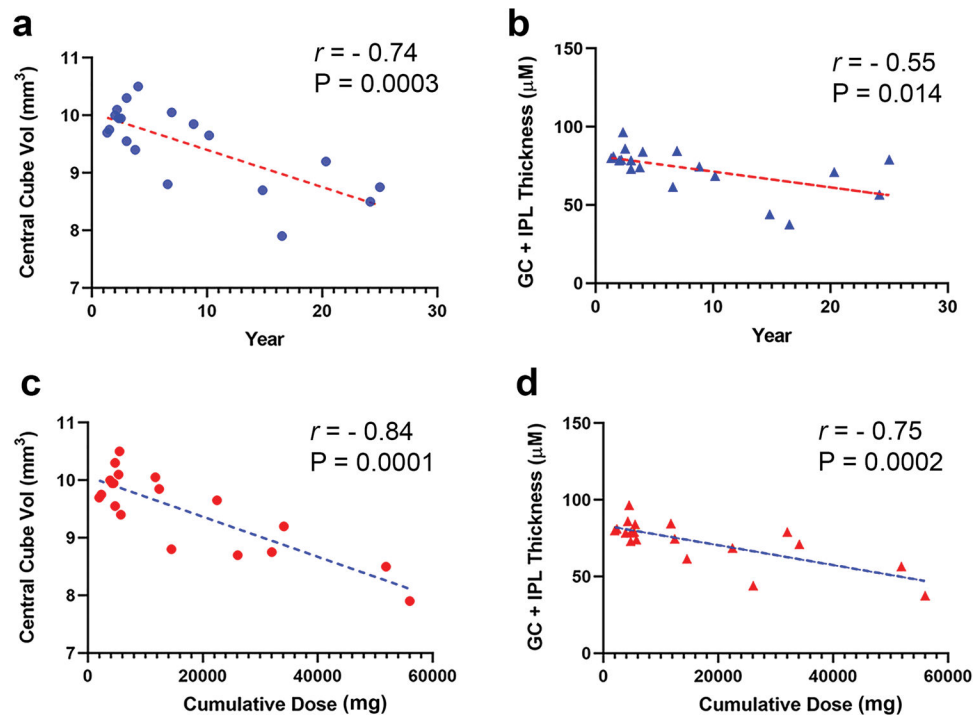 a
r = - 0.74
P = 0.0003
Central Cube Vol (mm³)
11
10
9
8
7
0
10
20
30
Year
b
r = - 0.55
P = 0.014
GC + IPL Thickness (μM)
150
100
50
0
0
10
20
30
Year
c
r = - 0.84
P = 0.0001
Central Cube Vol (mm³)
11
10
9
8
7
0
20000
40000
60000
Cumulative Dose (mg)
d
r = - 0.75
P = 0.0002
GC + IPL Thickness (μM)
150
100
50
0
0
20000
40000
60000
Cumulative Dose (mg)